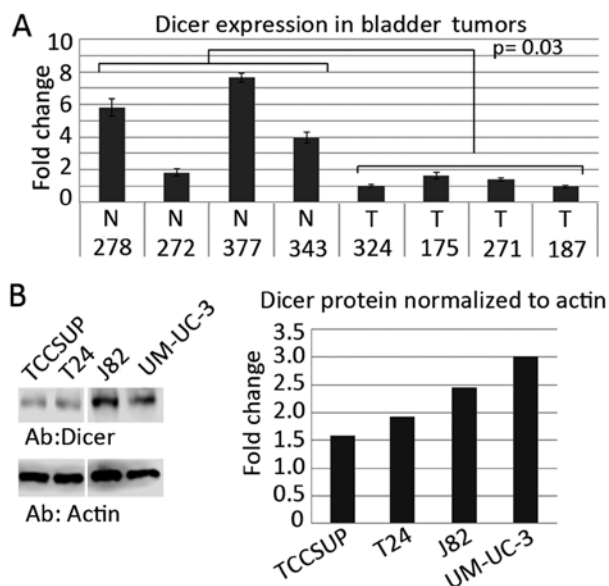 A
Dicer expression in bladder tumors
p= 0.03
Fold change
10
8
6
4
2
0
N N N N T T T T
278 272 377 343 324 175 271 187
B
TCCSUP T24 J82 UM-UC-3
Ab:Dicer
Ab: Actin
Dicer protein normalized to actin
Fold change
3.5
3.0
2.5
2.0
1.5
1.0
0.5
0
TCCSUP T24 J82 UM-UC-3